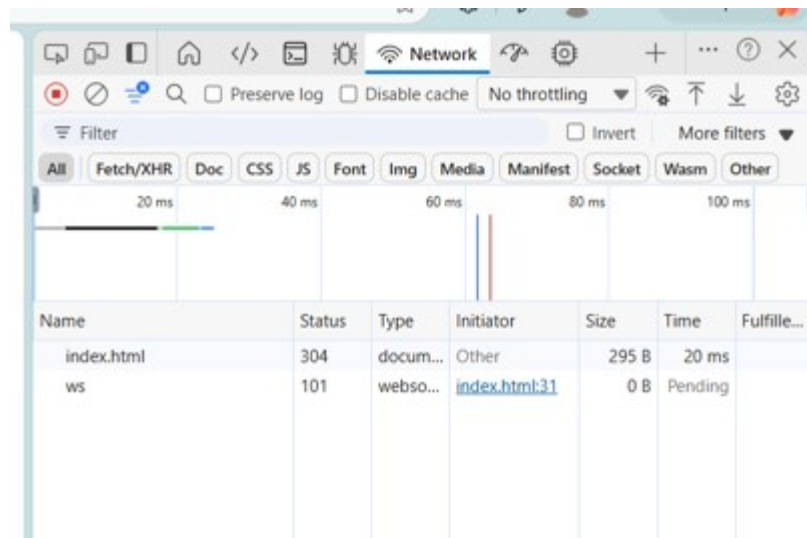 Network
Preserve log Disable cache No throttling
Filter Invert More filters
All Fetch/XHR Doc CSS JS Font Img Media Manifest Socket Wasm Other
20 ms 40 ms 60 ms 80 ms 100 ms
Name Status Type Initiator Size Time Fulfille...
index.html 304 docum... Other 295 B 20 ms
ws 101 webso... index.html:31 0 B Pending